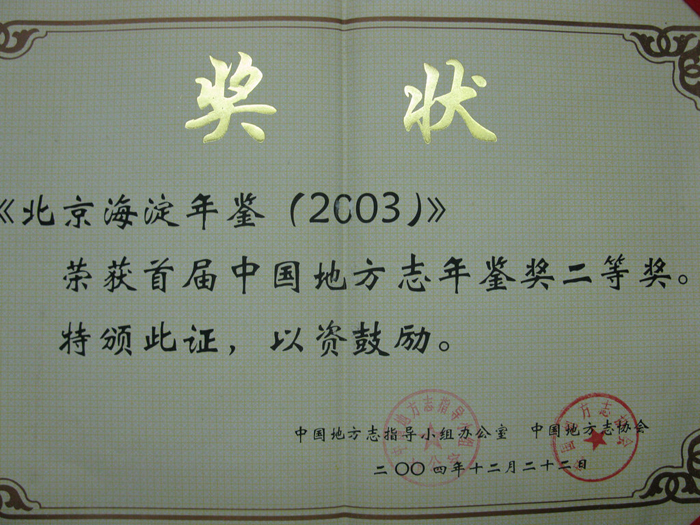 奖 状
《北京海淀年鉴(2003)》
荣获首届中国地方志年鉴奖二等奖。
特颁此证，以资鼓励。
中国地方志指导小组办公室 中国地方志协会
二〇〇四年十二月二十二日